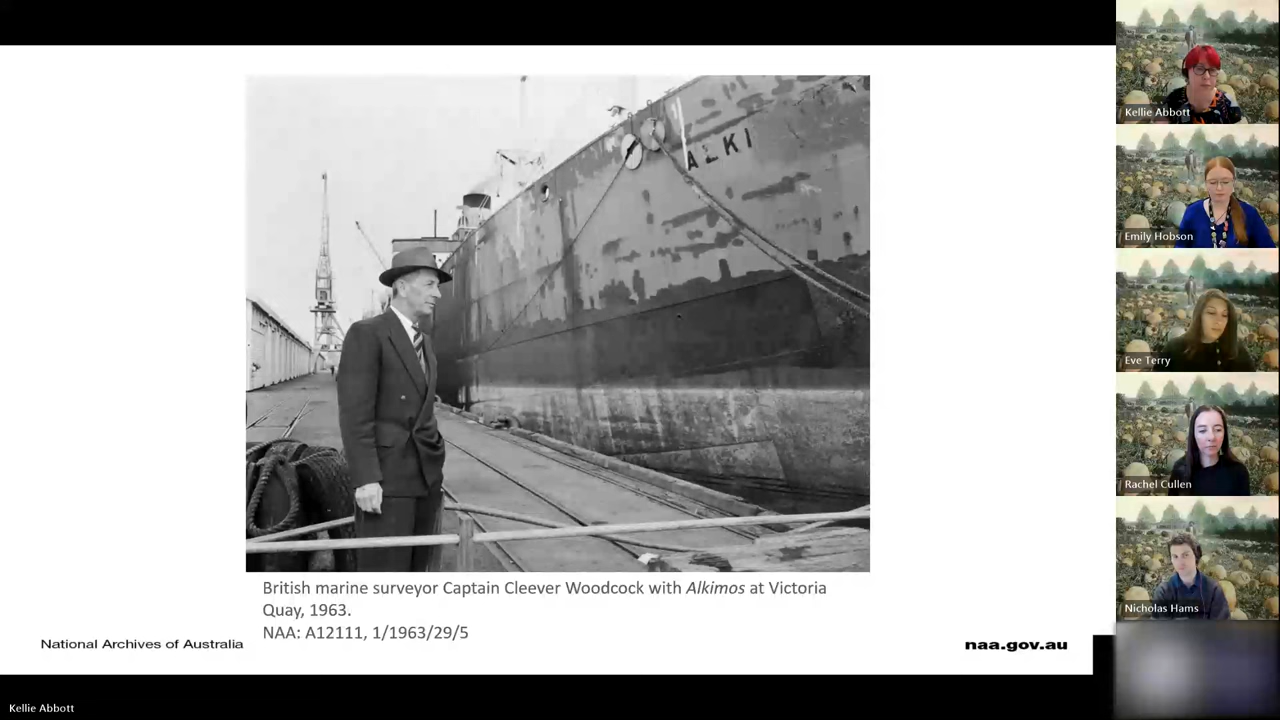 ALKI
British marine surveyor Captain Cleever Woodcock with Alkimos at Victoria
Quay, 1963.
NAA: A12111, 1/1963/29/5
National Archives of Australia
naa.gov.au
Kellie Abbott
Kellie Abbott
Emily Hobson
Eve Terry
Rachel Cullen
Nicholas Hams